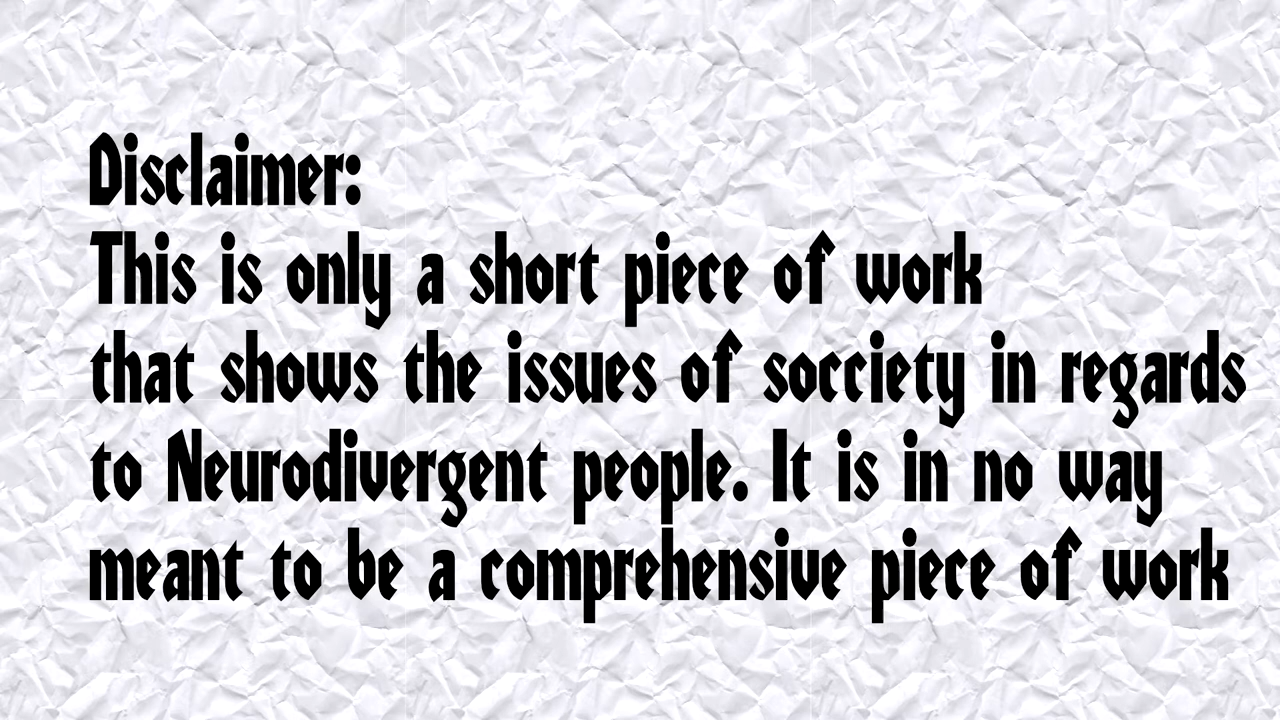 Disclaimer:
This is only a short piece of work
that shows the issues of socciety in regards
to Neurodivergent people. It is in no way
meant to be a comprehensive piece of work